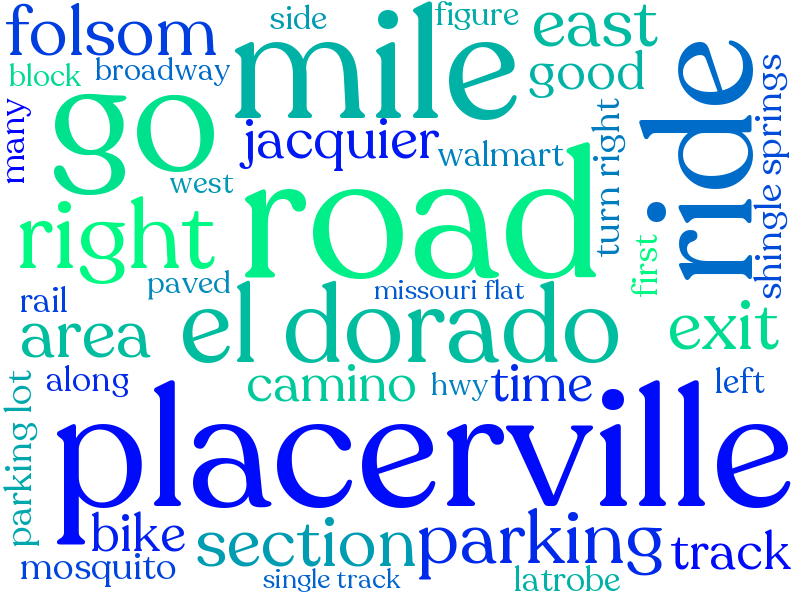 folsom
side
figure
east
block
broadway
mile
good
go
many
jacquier
walmart
turn right
ride
shingle springs
west
road
right
first
paved
rail
missouri flat
area
el dorado
exit
along
camino
hwy
time
left
parking lot
placerville
bike
section
parking
track
mosquito
single track
latrobe